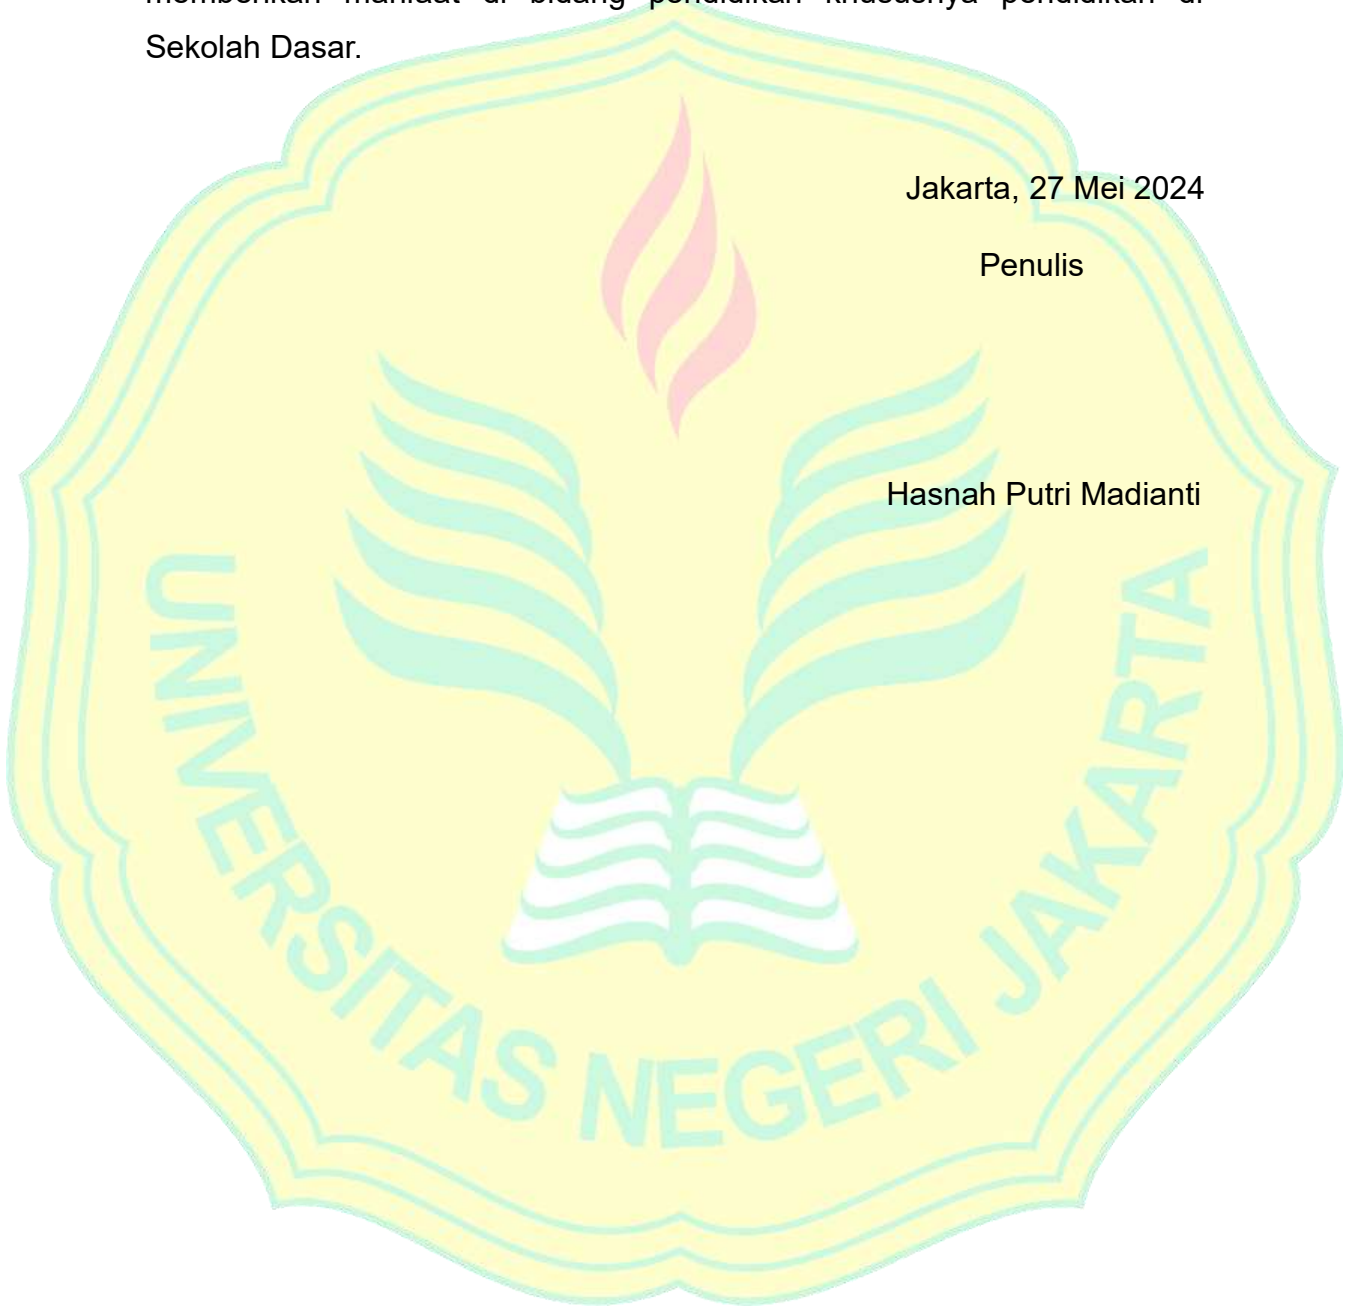 memberikan manfaat di bidang pendidikan khususnya pendidikan di
Sekolah Dasar.
Jakarta, 27 Mei 2024
Penulis
Hasnah Putri Madianti
UNIVERSITAS NEGERI JAKARTA